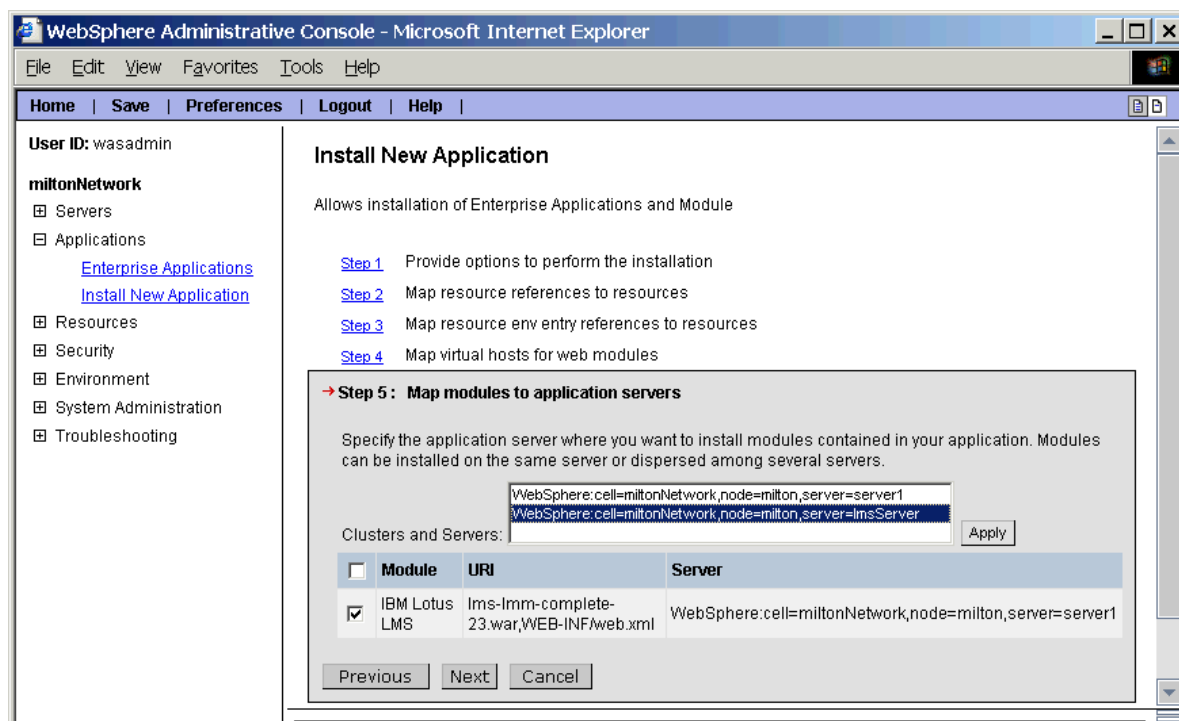 WebSphere Administrative Console - Microsoft Internet Explorer
File Edit View Favorites Tools Help
Home | Save | Preferences | Logout | Help |
User ID: wasadmin
miltonNetwork
Servers
Applications
Enterprise Applications
Install New Application
Resources
Security
Environment
System Administration
Troubleshooting
Install New Application
Allows installation of Enterprise Applications and Module
Step 1 Provide options to perform the installation
Step 2 Map resource references to resources
Step 3 Map resource env entry references to resources
Step 4 Map virtual hosts for web modules
Step 5 : Map modules to application servers
Specify the application server where you want to install modules contained in your application. Modules
can be installed on the same server or dispersed among several servers.
WebSphere:cell=miltonNetwork,node=milton,server=server1
WebSphere:cell=miltonNetwork,node=milton,server=lmsServer
Clusters and Servers: Apply
Module URI Server
IBM Lotus LMS lms-lmm-complete-23.war,WEB-INF/web.xml WebSphere:cell=miltonNetwork,node=milton,server=server1
Previous Next Cancel